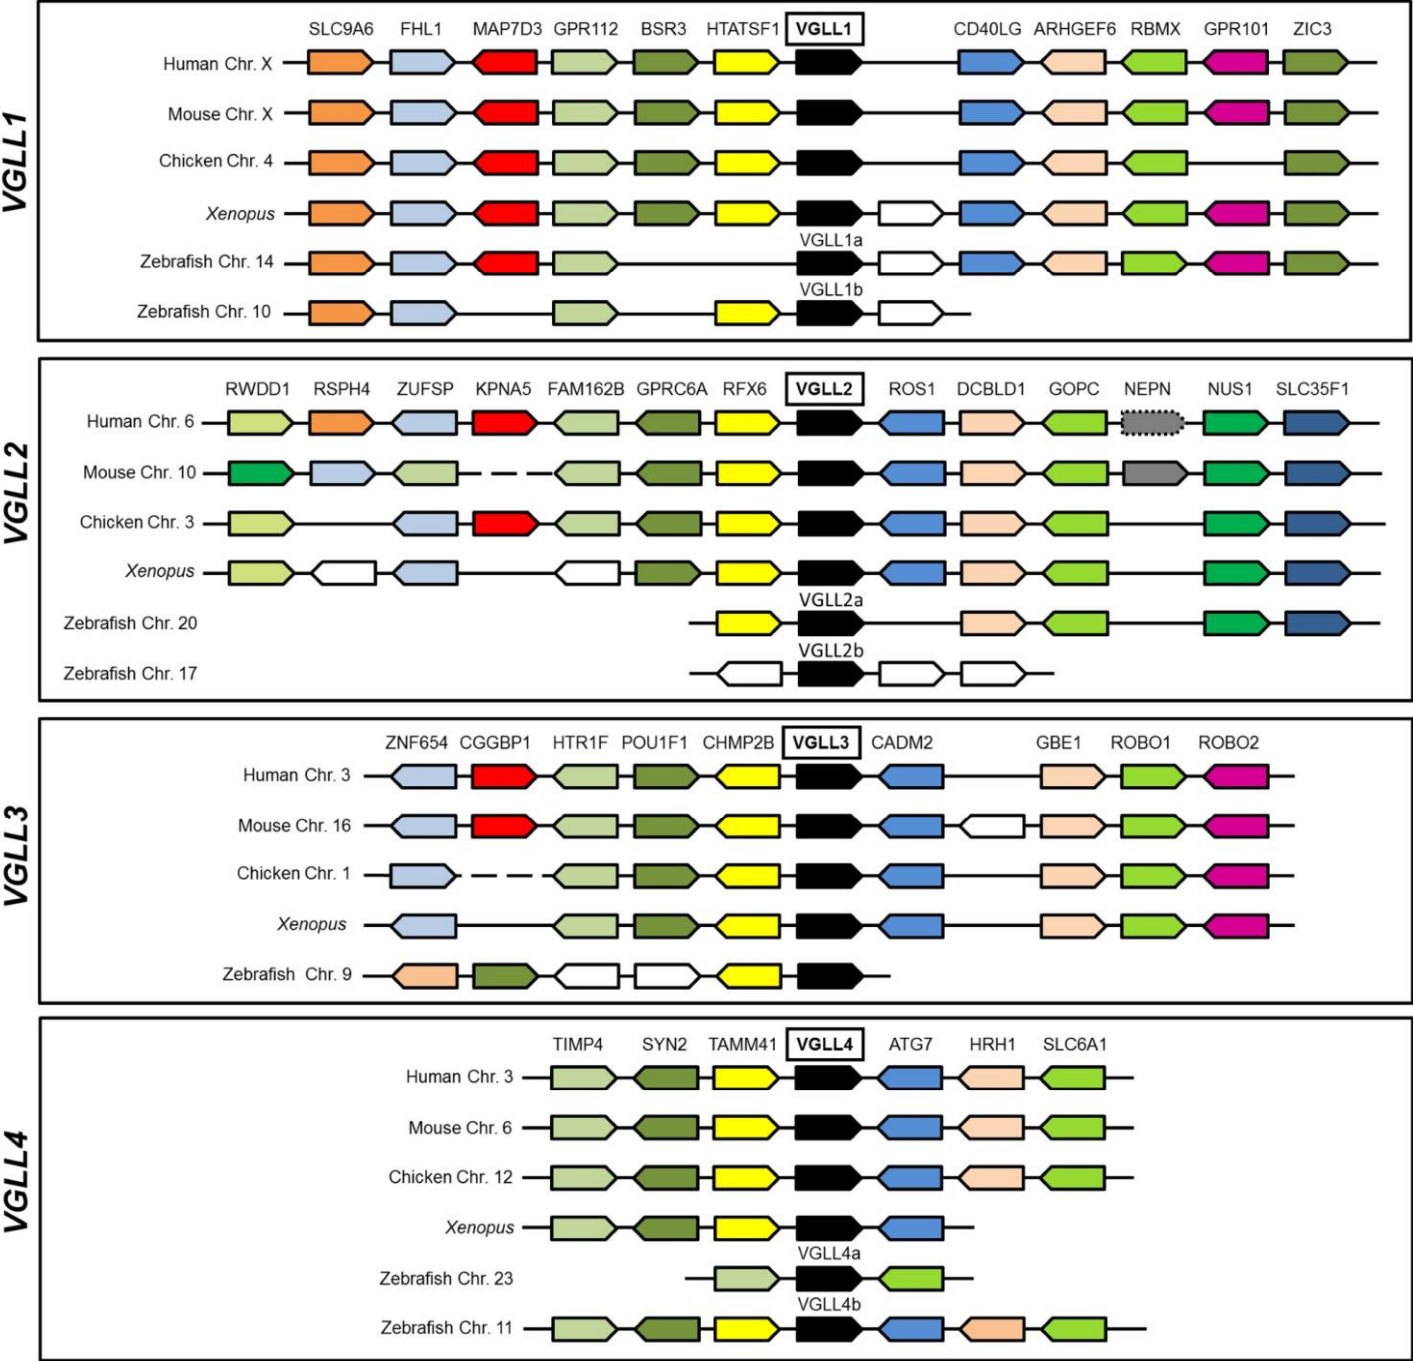 VGLL1
SLC9A6 FHL1 MAP7D3 GPR112 BSR3 HTATSF1 VGLL1 CD40LG ARHGEF6 RBMX GPR101 ZIC3
Human Chr. X
Mouse Chr. X
Chicken Chr. 4
Xenopus
VGLL1a
Zebrafish Chr. 14
VGLL1b
Zebrafish Chr. 10
VGLL2
RWDD1 RSPH4 ZUFSP KPNA5 FAM162B GPRC6A RFX6 VGLL2 ROS1 DCBLD1 GOPC NEPN NUS1 SLC35F1
Human Chr. 6
Mouse Chr. 10
Chicken Chr. 3
Xenopus
VGLL2a
Zebrafish Chr. 20
VGLL2b
Zebrafish Chr. 17
VGLL3
ZNF654 CGGBP1 HTR1F POU1F1 CHMP2B VGLL3 CADM2 GBE1 ROBO1 ROBO2
Human Chr. 3
Mouse Chr. 16
Chicken Chr. 1
Xenopus
Zebrafish Chr. 9
VGLL4
TIMP4 SYN2 TAMM41 VGLL4 ATG7 HRH1 SLC6A1
Human Chr. 3
Mouse Chr. 6
Chicken Chr. 12
Xenopus
VGLL4a
Zebrafish Chr. 23
VGLL4b
Zebrafish Chr. 11